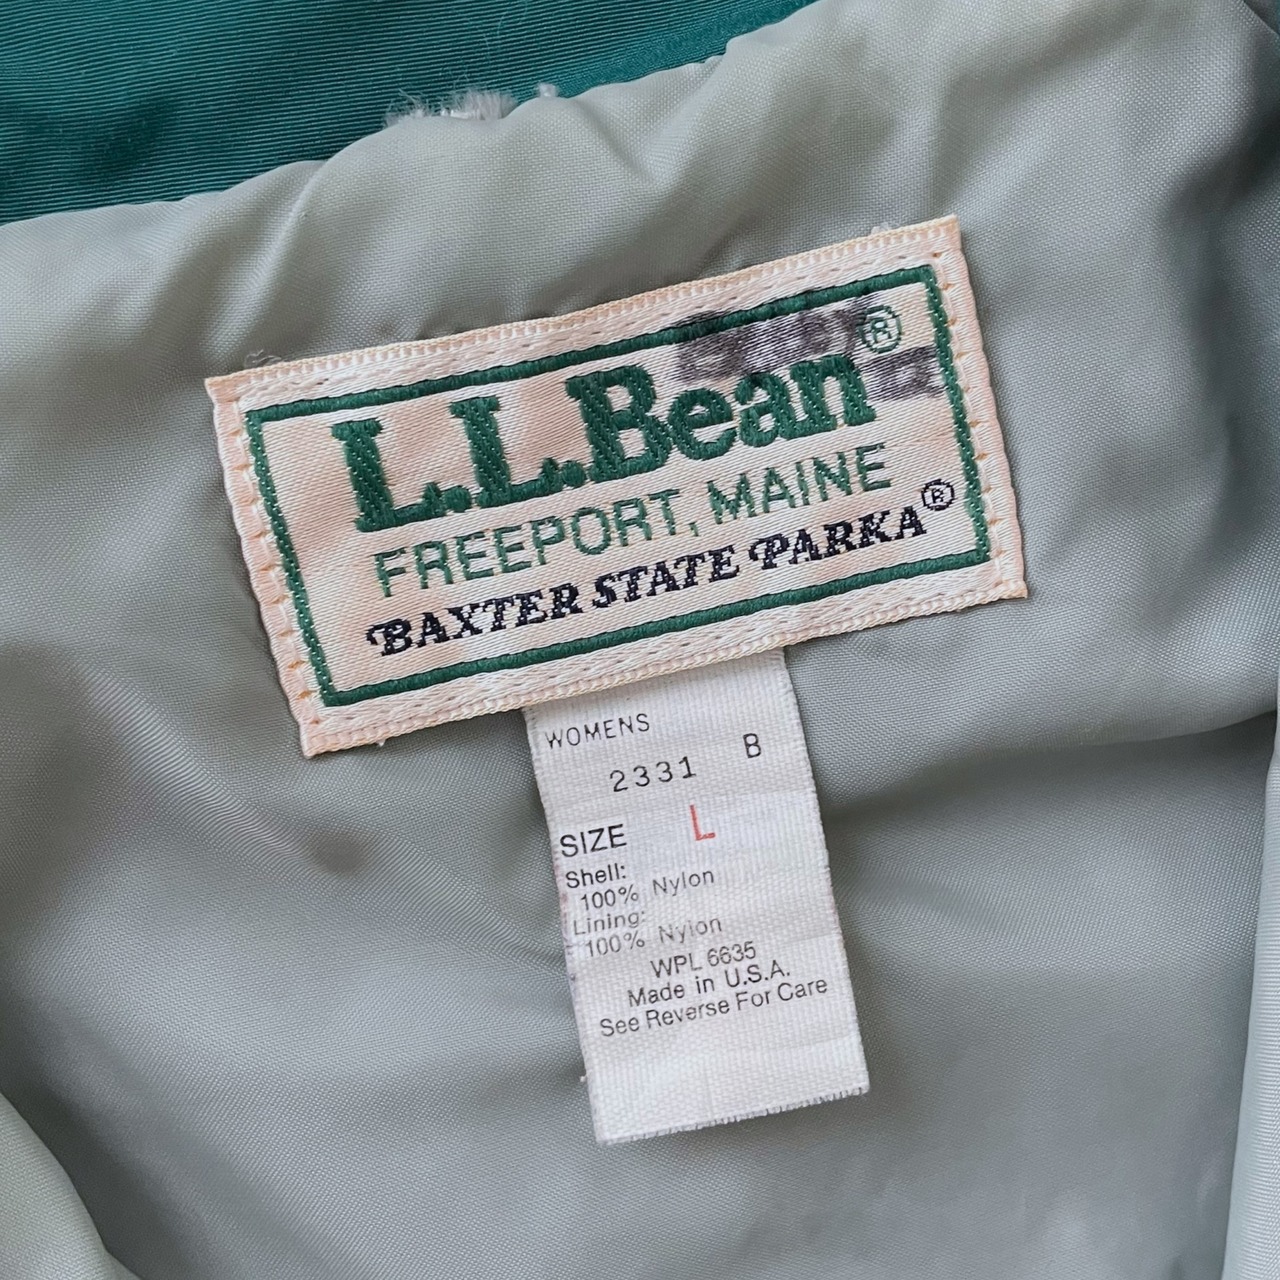 L.L.Bean®
FREEPORT, MAINE
BAXTER STATE PARKA®
WOMENS
2331 B
SIZE L
Shell:
100% Nylon
Lining:
100% Nylon
WPL 6635
Made in U.S.A.
See Reverse For Care